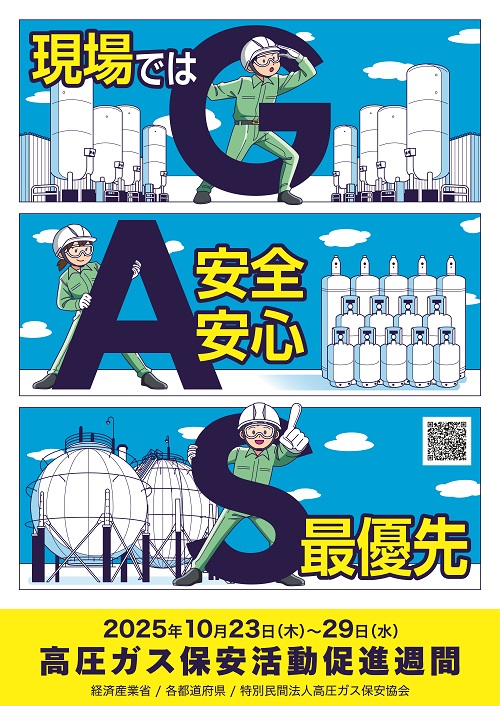 現場では
G
A
安全
安心
S
最優先
2025年10月23日(木)~29日(水)
高圧ガス保安活動促進週間
経済産業省 / 各都道府県 / 特別民間法人高圧ガス保安協会